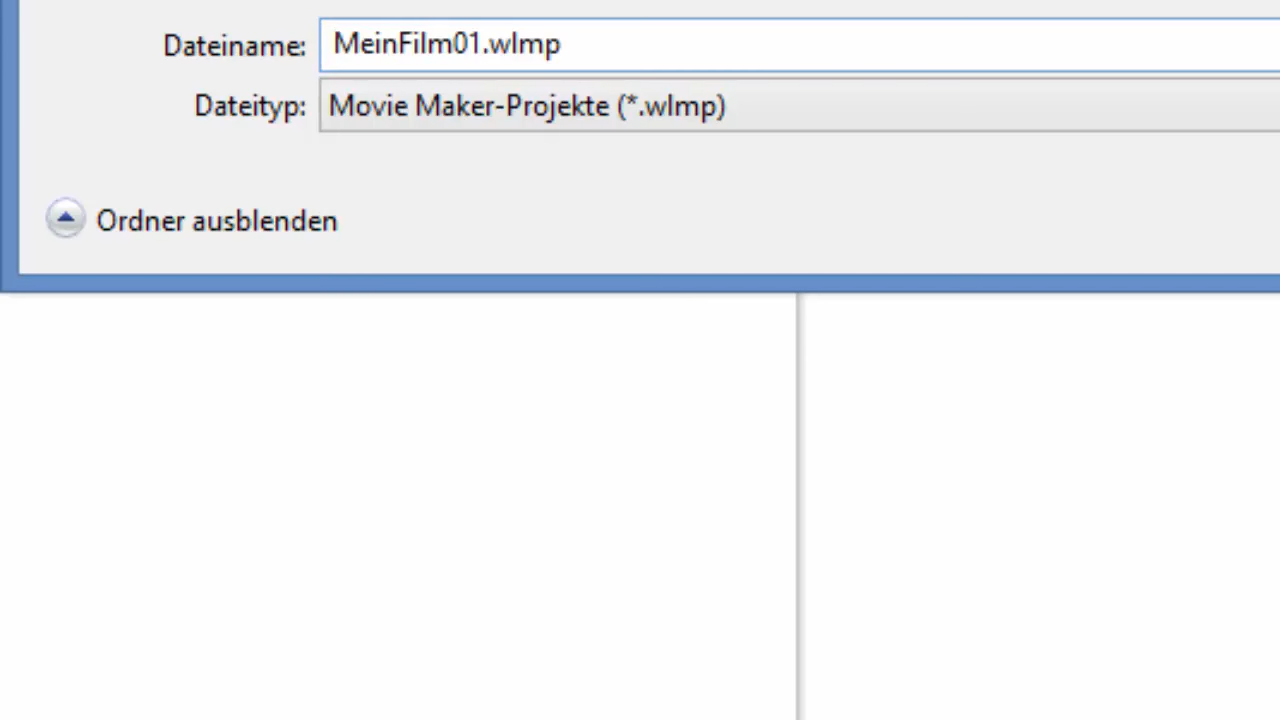 Dateiname: MeinFilm01.wlmp
Dateityp: Movie Maker-Projekte (*.wlmp)
Ordner ausblenden